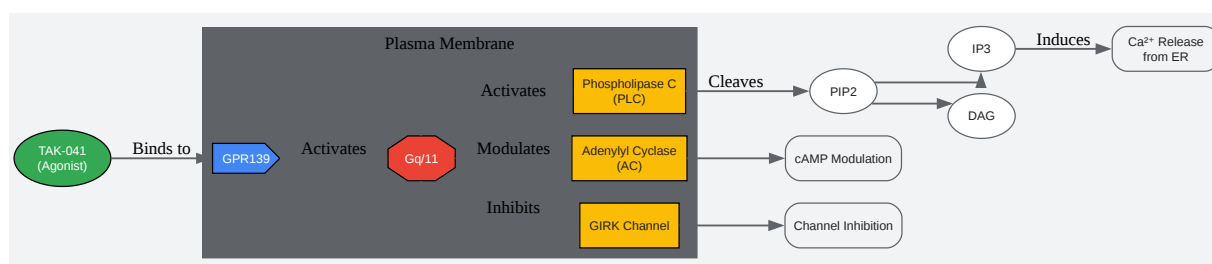 Plasma Membrane
TAK-041
(Agonist)
Binds to
GPR139
Activates
Gq/11
Activates
Modulates
Inhibits
Phospholipase C
(PLC)
Adenylyl Cyclase
(AC)
GIRK Channel
Cleaves
PIP2
IP3
DAG
Induces
Ca²⁺ Release
from ER
cAMP Modulation
Channel Inhibition